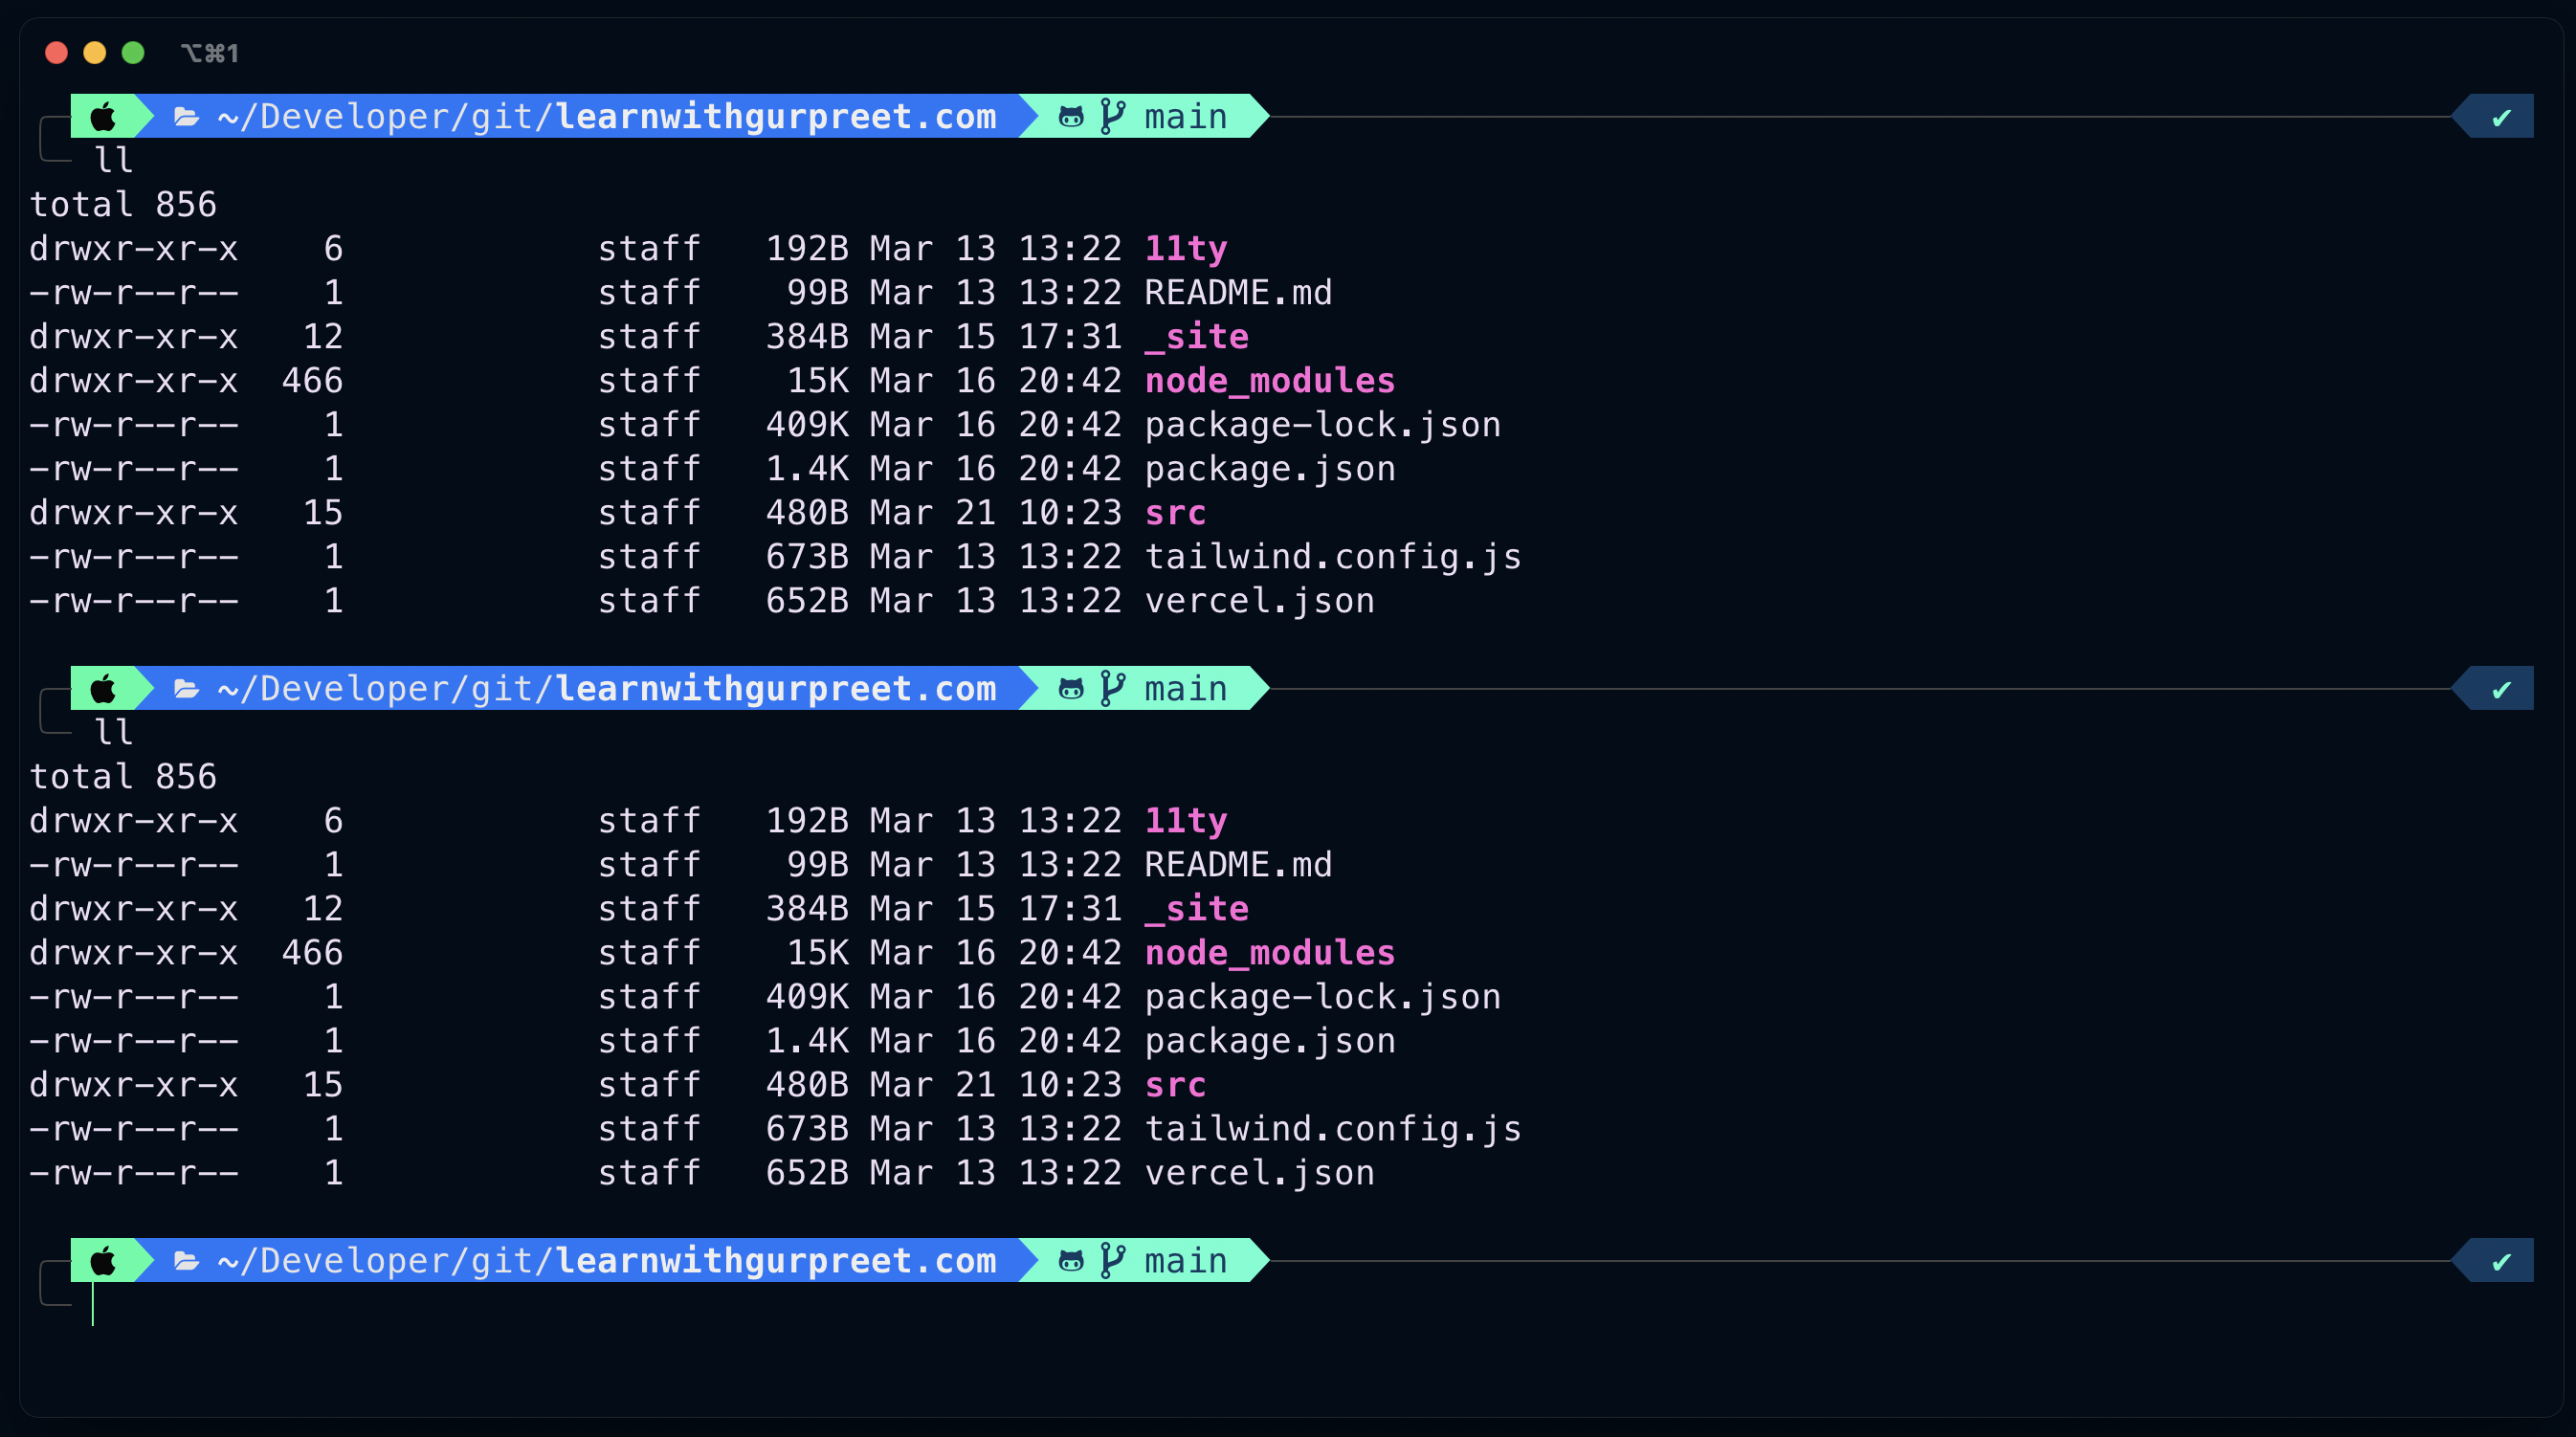 ⌥⌘1
~/Developer/git/learnwithgurpreet.com main ✔
ll
total 856
drwxr-xr-x 6 staff 192B Mar 13 13:22 11ty
-rw-r--r-- 1 staff 99B Mar 13 13:22 README.md
drwxr-xr-x 12 staff 384B Mar 15 17:31 _site
drwxr-xr-x 466 staff 15K Mar 16 20:42 node_modules
-rw-r--r-- 1 staff 409K Mar 16 20:42 package-lock.json
-rw-r--r-- 1 staff 1.4K Mar 16 20:42 package.json
drwxr-xr-x 15 staff 480B Mar 21 10:23 src
-rw-r--r-- 1 staff 673B Mar 13 13:22 tailwind.config.js
-rw-r--r-- 1 staff 652B Mar 13 13:22 vercel.json
~/Developer/git/learnwithgurpreet.com main ✔
ll
total 856
drwxr-xr-x 6 staff 192B Mar 13 13:22 11ty
-rw-r--r-- 1 staff 99B Mar 13 13:22 README.md
drwxr-xr-x 12 staff 384B Mar 15 17:31 _site
drwxr-xr-x 466 staff 15K Mar 16 20:42 node_modules
-rw-r--r-- 1 staff 409K Mar 16 20:42 package-lock.json
-rw-r--r-- 1 staff 1.4K Mar 16 20:42 package.json
drwxr-xr-x 15 staff 480B Mar 21 10:23 src
-rw-r--r-- 1 staff 673B Mar 13 13:22 tailwind.config.js
-rw-r--r-- 1 staff 652B Mar 13 13:22 vercel.json
~/Developer/git/learnwithgurpreet.com main ✔